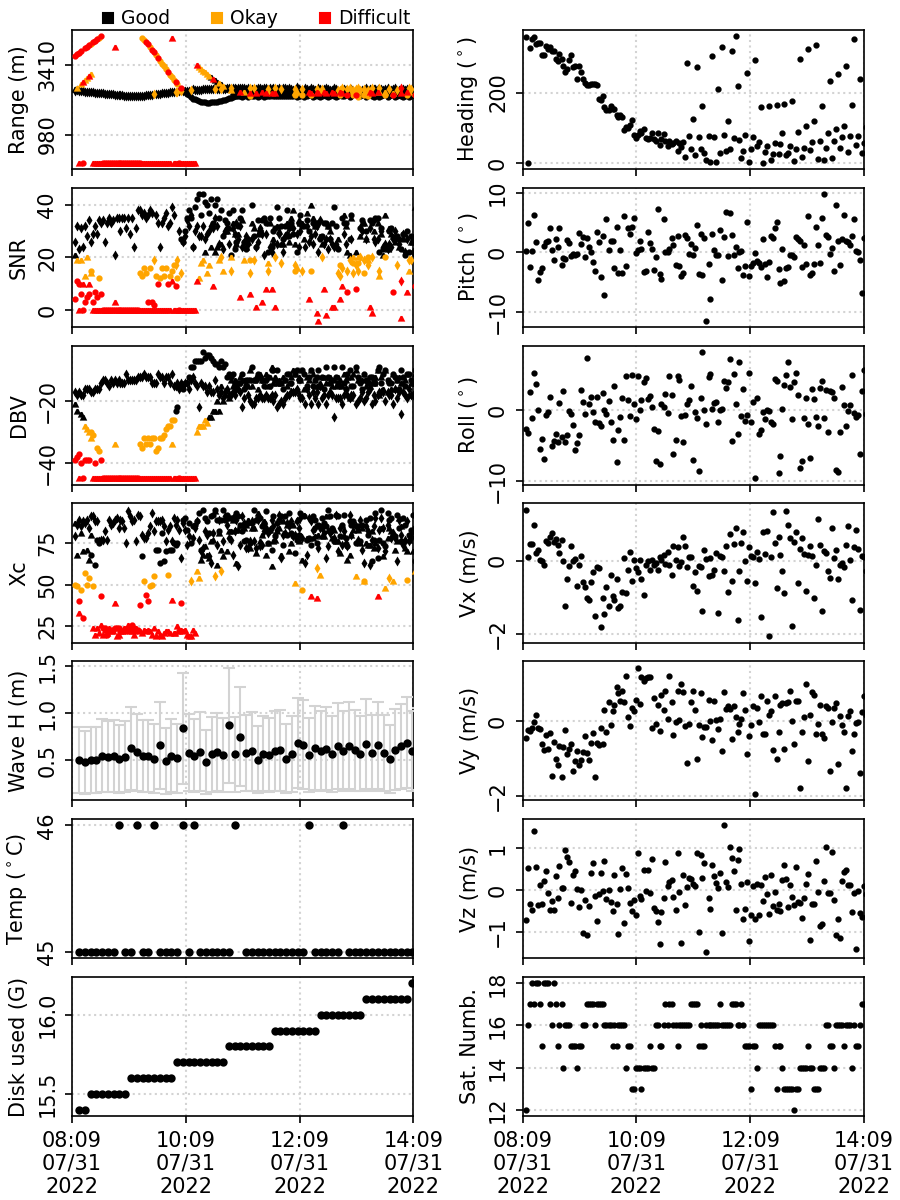 Good Okay Difficult
Range (m)
3410
980
Heading (°)
200
0
SNR
40
20
0
Pitch (°)
10
0
−10
DBV
−20
−40
Roll (°)
0
−10
Xc
75
50
25
Vx (m/s)
0
−2
Wave H (m)
1.5
1.0
0.5
Vy (m/s)
0
−2
Temp (°C)
46
45
Vz (m/s)
1
0
−1
Disk used (G)
16.0
15.5
Sat. Numb.
18
16
14
12
08:09 10:09 12:09 14:09
07/31 07/31 07/31 07/31
2022 2022 2022 2022
08:09 10:09 12:09 14:09
07/31 07/31 07/31 07/31
2022 2022 2022 2022